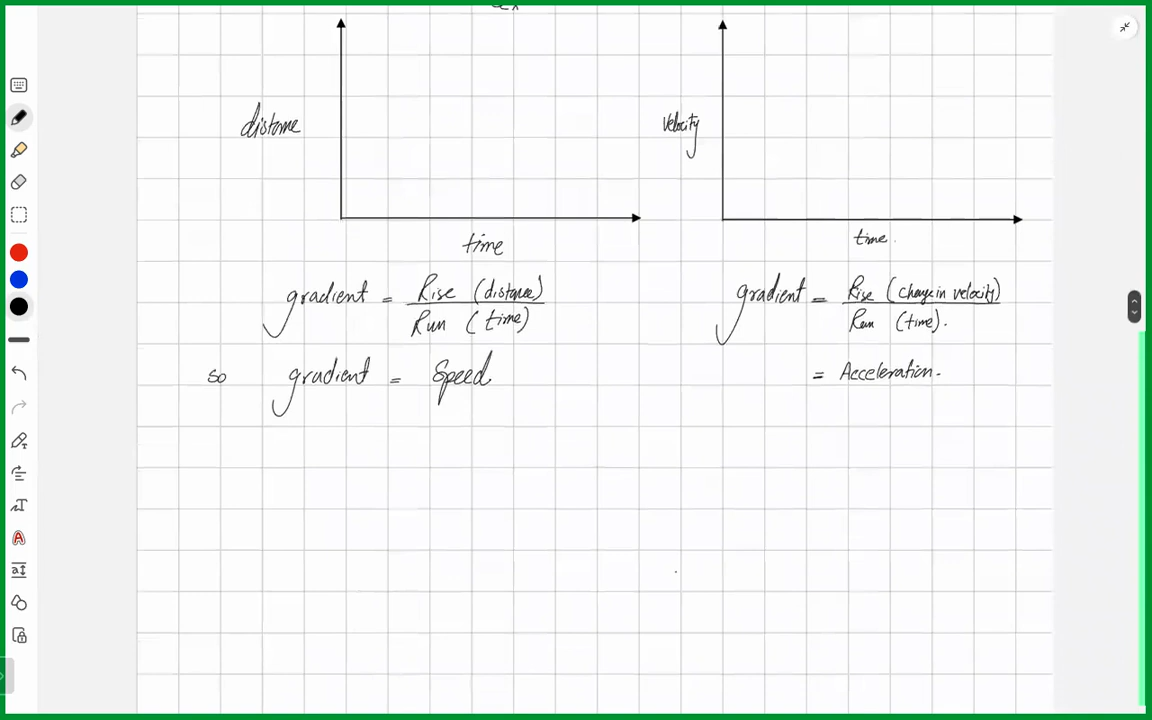 distance
time
gradient = Rise (distance)
Run (time)
so gradient = Speed
velocity
time.
gradient = Rise (change in velocity)
Run (time).
= Acceleration.